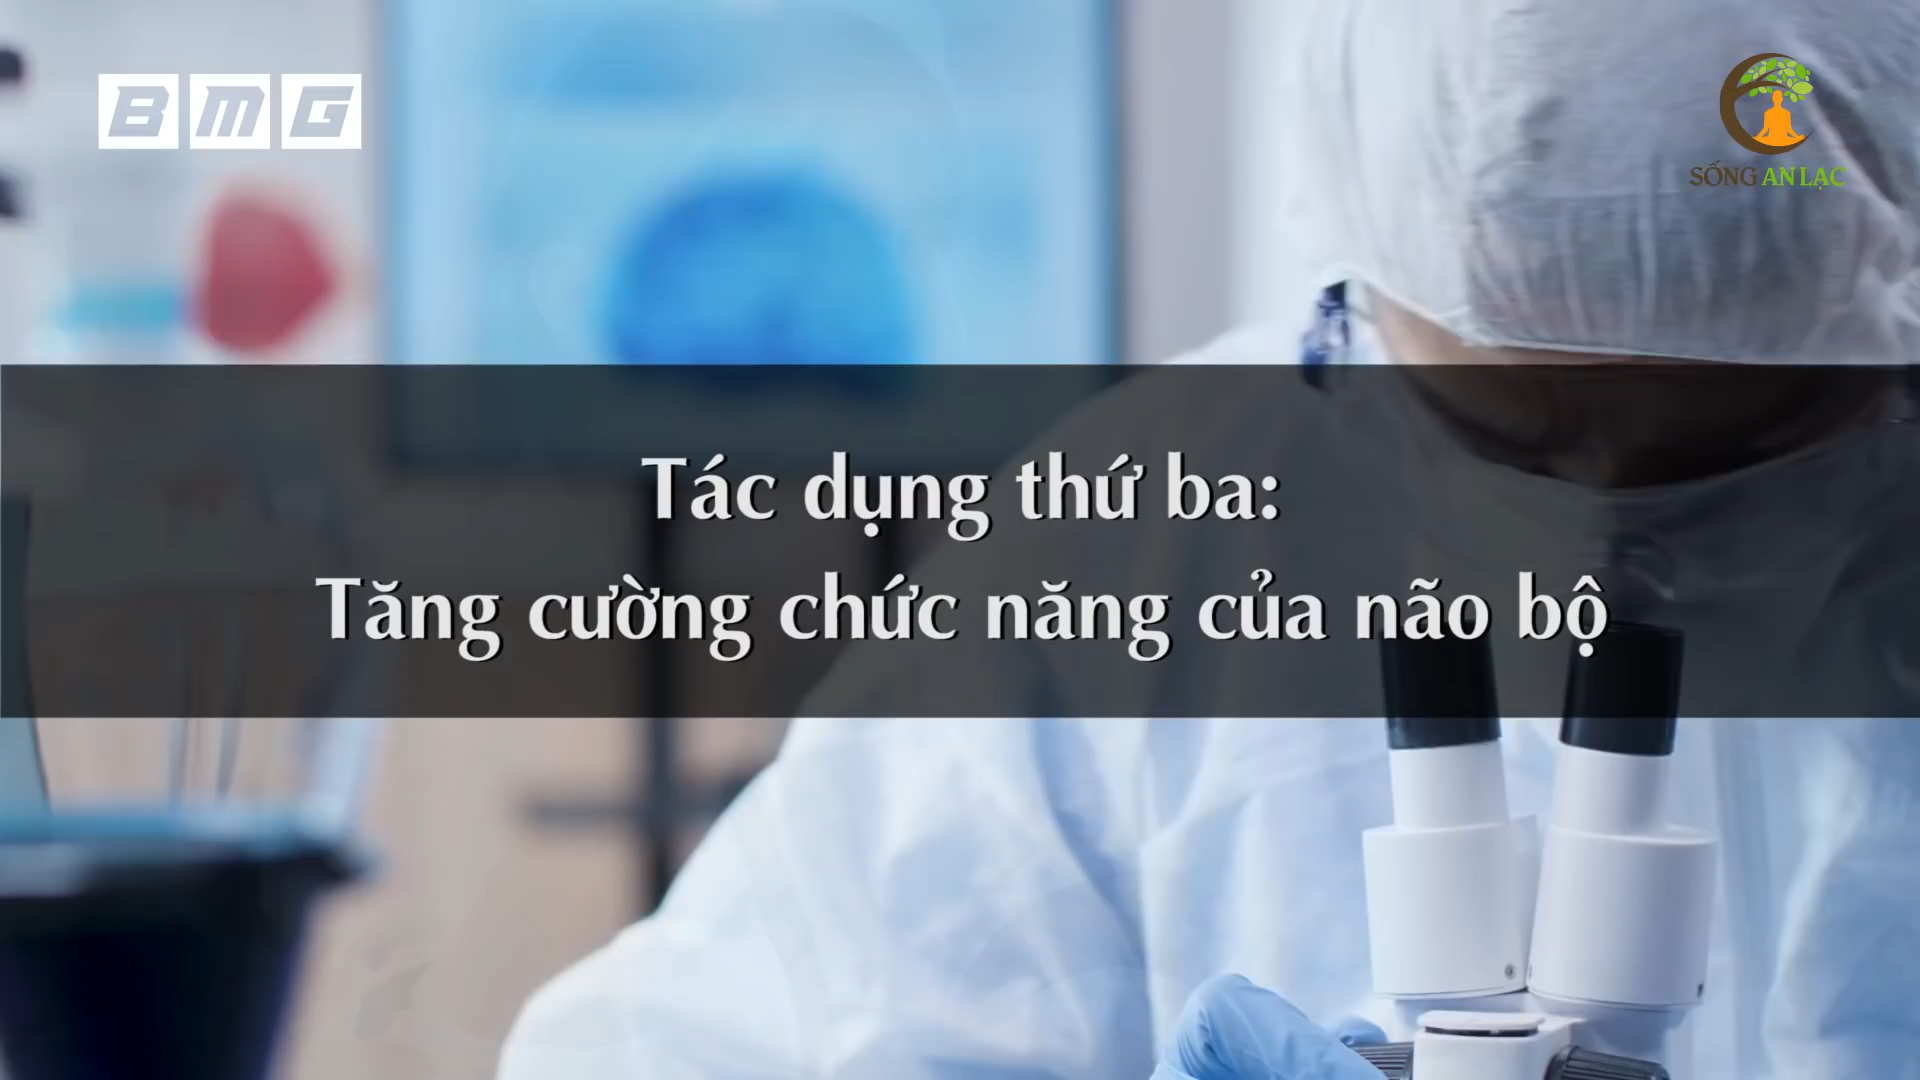 BMG
SỐNG AN LẠC
Tác dụng thứ ba:
Tăng cường chức năng của não bộ